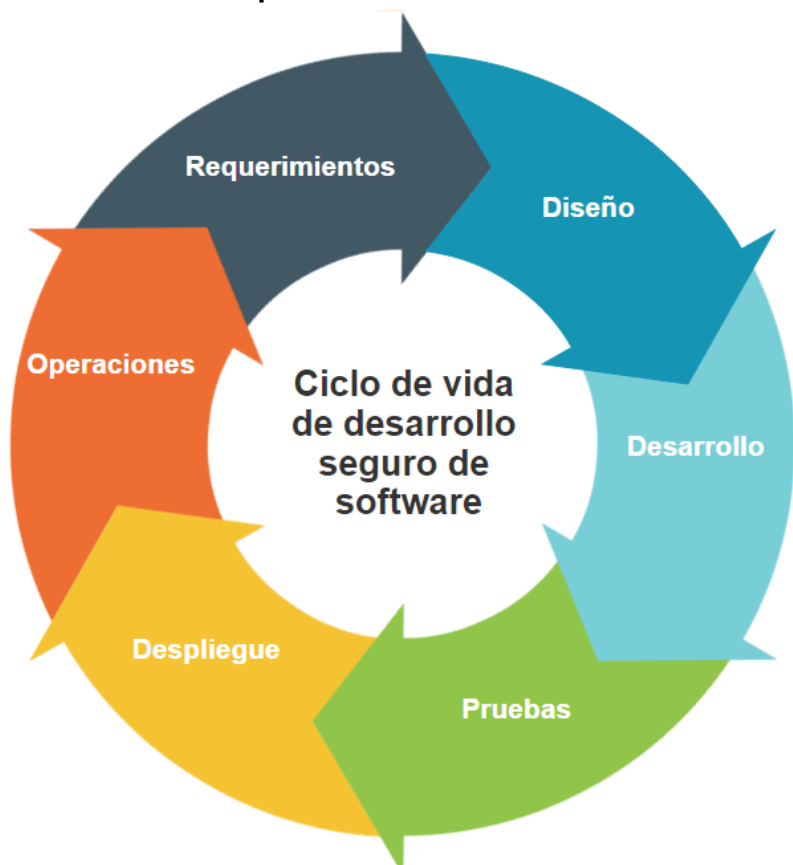 Requerimientos
Diseño
Desarrollo
Pruebas
Despliegue
Operaciones
Ciclo de vida
de desarrollo
seguro de
software